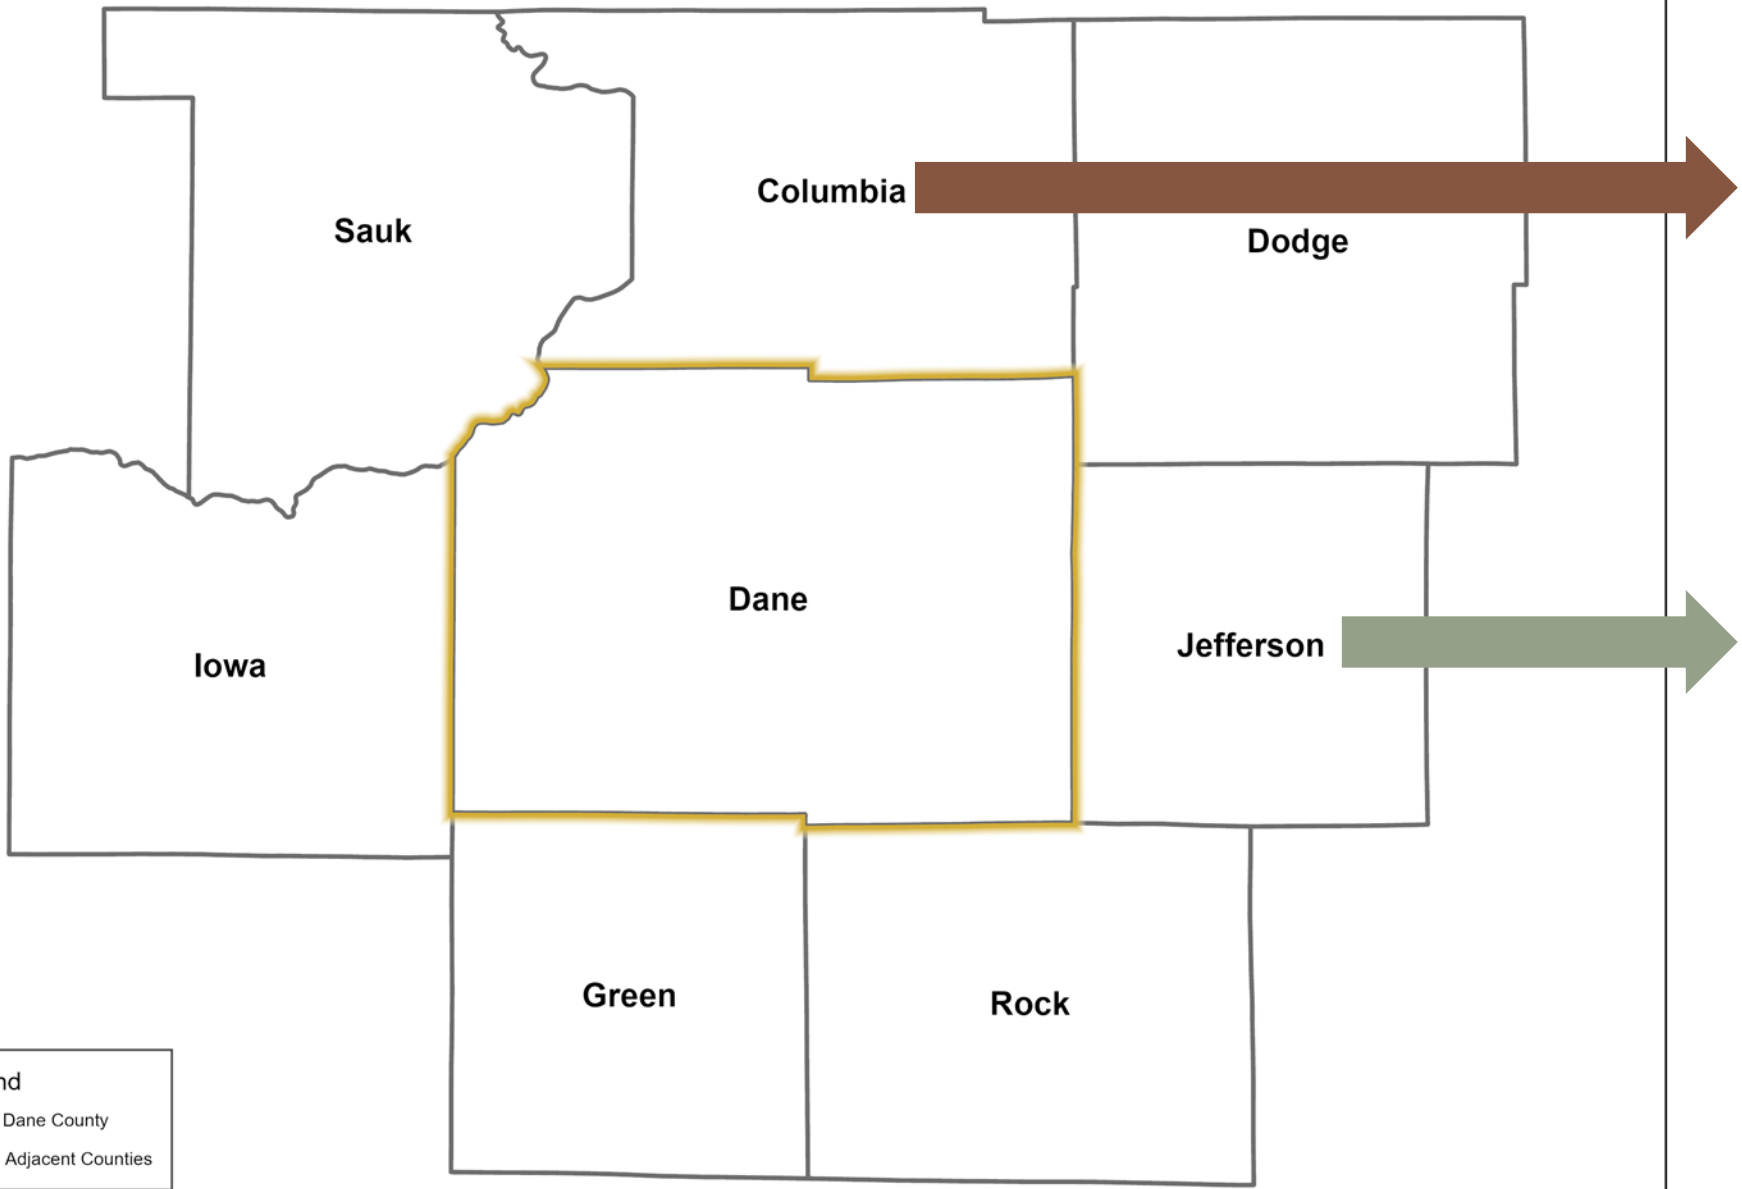 Columbia
Sauk
Dodge
Dane
Jefferson
Iowa
Green
Rock
nd
Dane County
Adjacent Counties